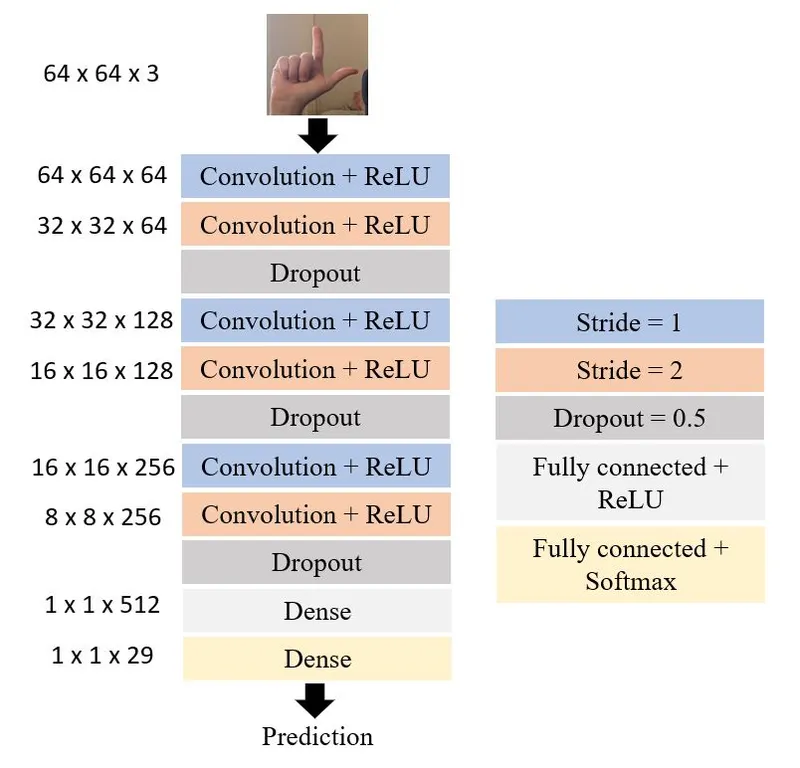 64 x 64 x 3
64 x 64 x 64
Convolution + ReLU
32 x 32 x 64
Convolution + ReLU
Dropout
32 x 32 x 128
Convolution + ReLU
16 x 16 x 128
Convolution + ReLU
Dropout
16 x 16 x 256
Convolution + ReLU
8 x 8 x 256
Convolution + ReLU
Dropout
1 x 1 x 512
Dense
1 x 1 x 29
Dense
Prediction
Stride = 1
Stride = 2
Dropout = 0.5
Fully connected +
ReLU
Fully connected +
Softmax